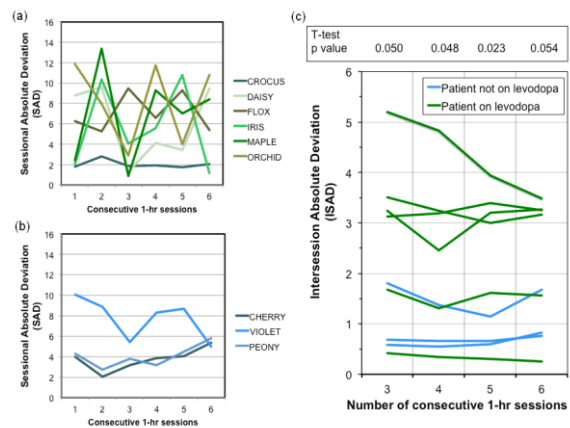 (a)
Sessional Absolute Deviation
(SAD)
16
14
12
10
8
6
4
2
0
1 2 3 4 5 6
Consecutive 1-hr sessions
CROCUS
DAISY
FLOX
IRIS
MAPLE
ORCHID
(b)
Sessional Absolute Deviation
(SAD)
16
14
12
10
8
6
4
2
0
1 2 3 4 5 6
Consecutive 1-hr sessions
CHERRY
VIOLET
PEONY
(c)
T-test
p value
0.050 0.048 0.023 0.054
Intersession Absolute Deviation
(ISAD)
6
5
4
3
2
1
0
Patient not on levodopa
Patient on levodopa
3 4 5 6
Number of consecutive 1-hr sessions